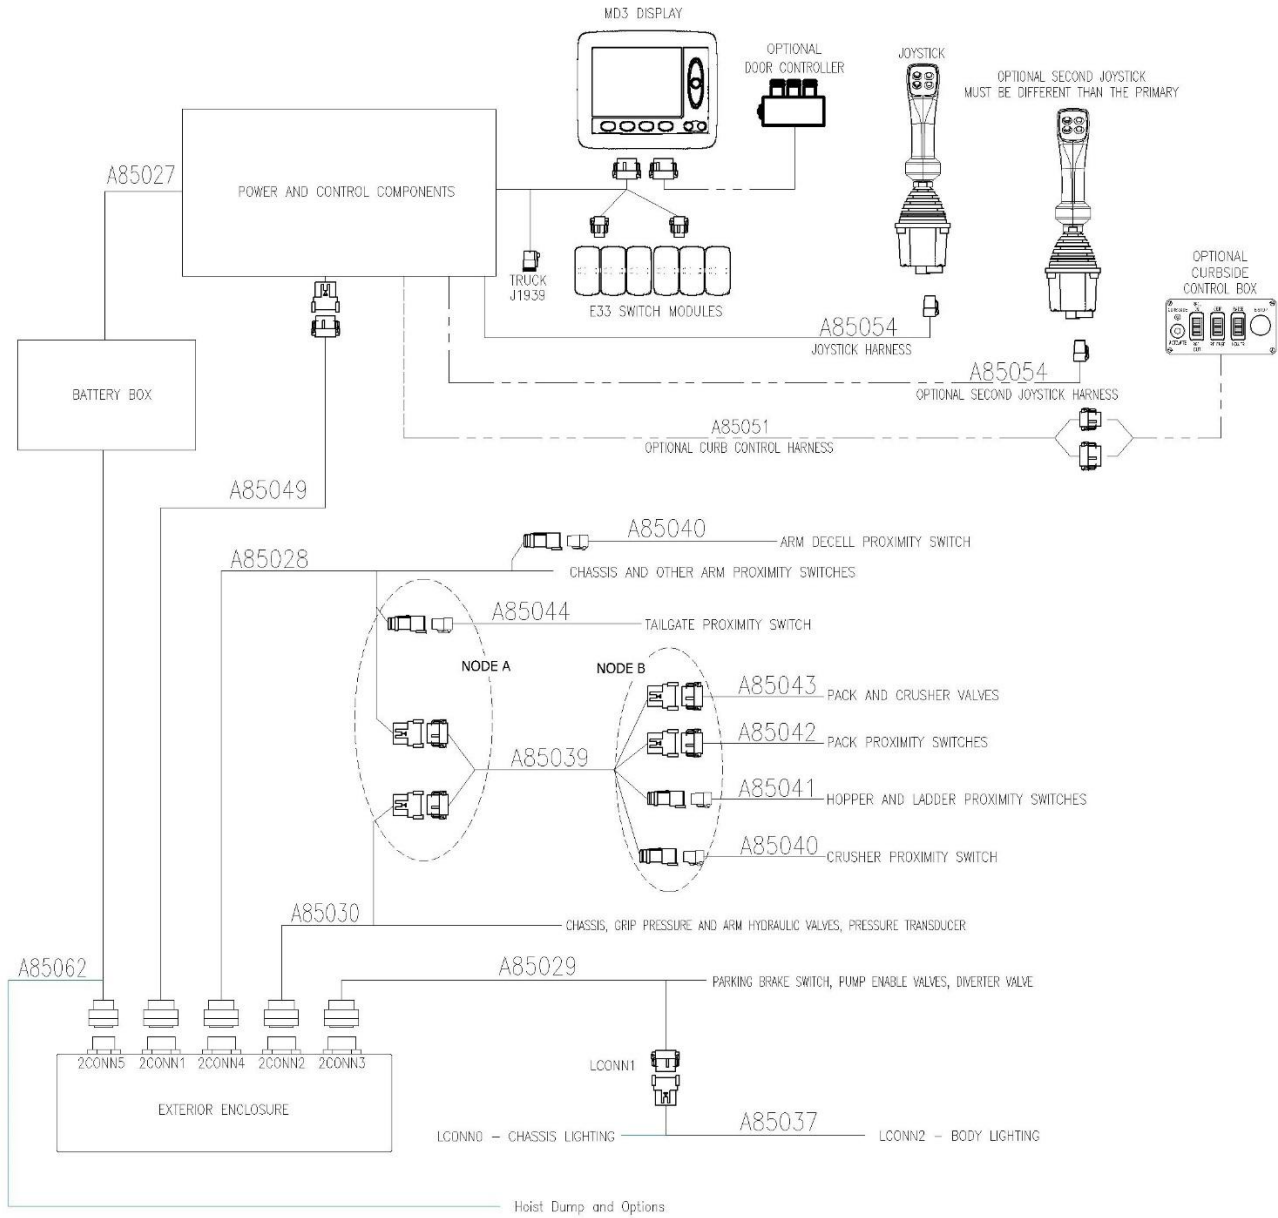 MD3 DISPLAY
OPTIONAL
DOOR CONTROLLER
JOYSTICK
OPTIONAL SECOND JOYSTICK
MUST BE DIFFERENT THAN THE PRIMARY
A85027
POWER AND CONTROL COMPONENTS
TRUCK
J1939
E33 SWITCH MODULES
OPTIONAL
CURBSIDE
CONTROL BOX
A85054
JOYSTICK HARNESS
A85054
OPTIONAL SECOND JOYSTICK HARNESS
BATTERY BOX
A85051
OPTIONAL CURB CONTROL HARNESS
A85049
A85040
ARM DECELL PROXIMITY SWITCH
A85028
CHASSIS AND OTHER ARM PROXIMITY SWITCHES
A85044
TAILGATE PROXIMITY SWITCH
NODE A
NODE B
A85043
PACK AND CRUSHER VALVES
A85042
PACK PROXIMITY SWITCHES
A85039
A85041
HOPPER AND LADDER PROXIMITY SWITCHES
A85040
CRUSHER PROXIMITY SWITCH
A85030
CHASSIS, GRIP PRESSURE AND ARM HYDRAULIC VALVES, PRESSURE TRANSDUCER
A85062
A85029
PARKING BRAKE SWITCH, PUMP ENABLE VALVES, DIVERTER VALVE
2CONN5
2CONN1
2CONN4
2CONN2
2CONN3
LCONN1
EXTERIOR ENCLOSURE
LCONN0 - CHASSIS LIGHTING
A85037
LCONN2 - BODY LIGHTING
Hoist Dump and Options